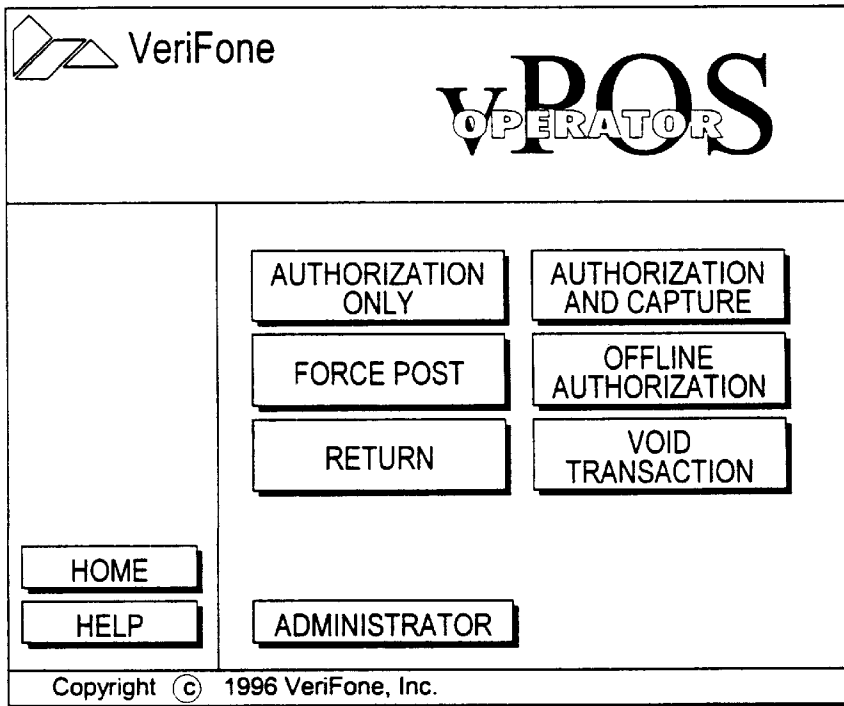 VeriFone
vPOS
OPERATOR
AUTHORIZATION
ONLY
AUTHORIZATION
AND CAPTURE
FORCE POST
OFFLINE
AUTHORIZATION
RETURN
VOID
TRANSACTION
HOME
HELP
ADMINISTRATOR
Copyright © 1996 VeriFone, Inc.